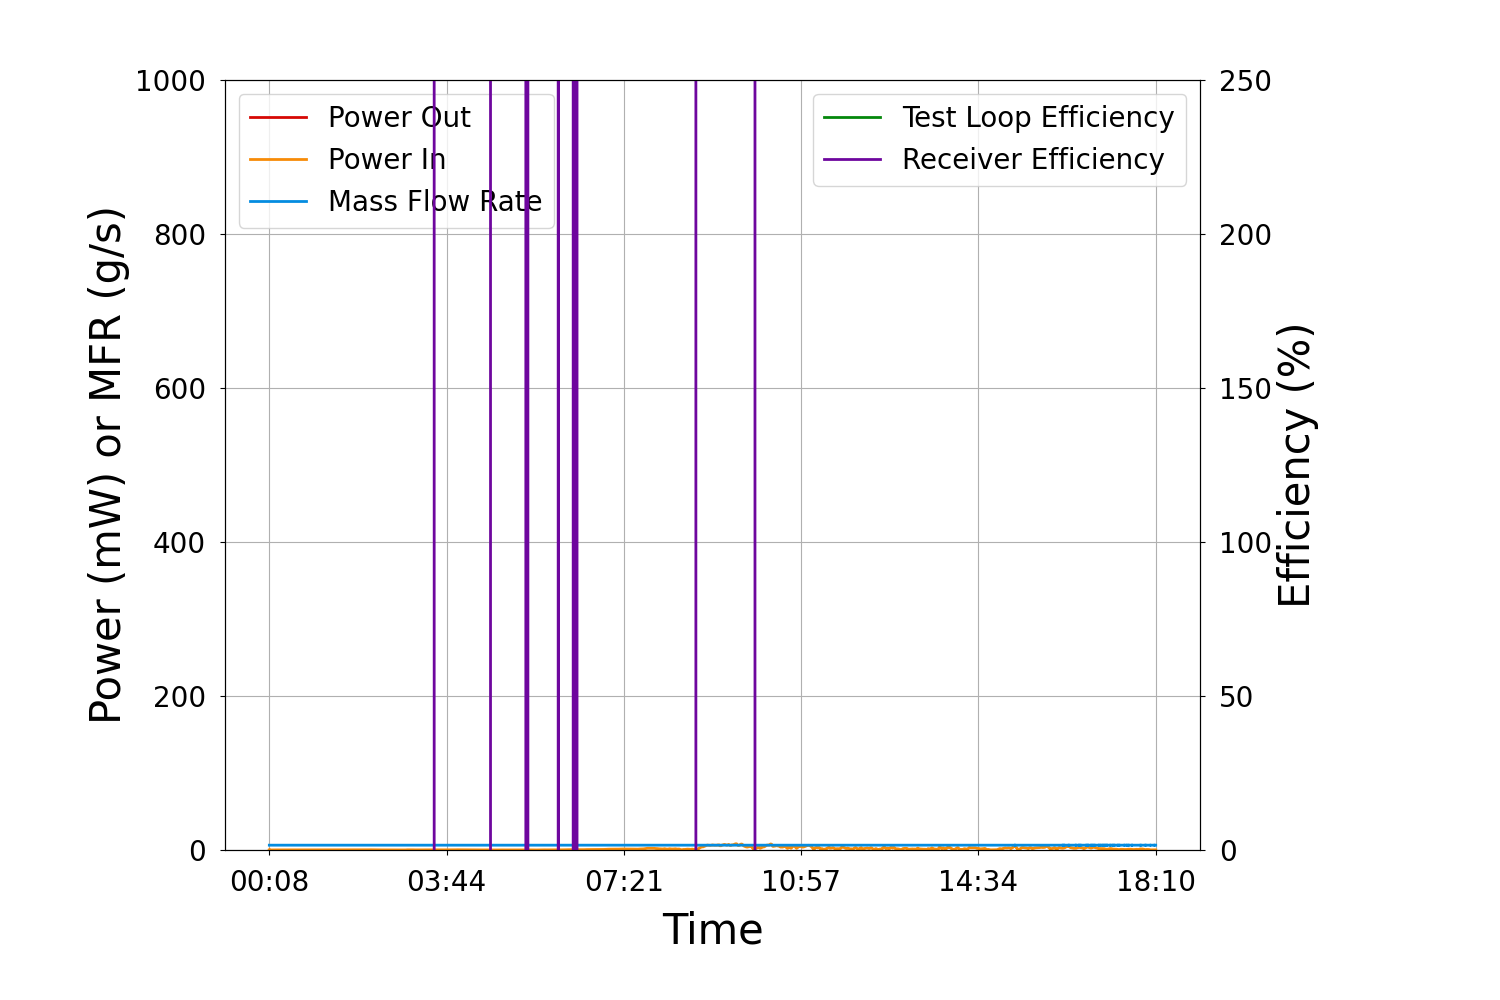 1000
800
600
400
200
0
Power (mW) or MFR (g/s)
Power Out
Power In
Mass Flow Rate
Test Loop Efficiency
Receiver Efficiency
250
200
150
100
50
0
Efficiency (%)
00:08 03:44 07:21 10:57 14:34 18:10
Time